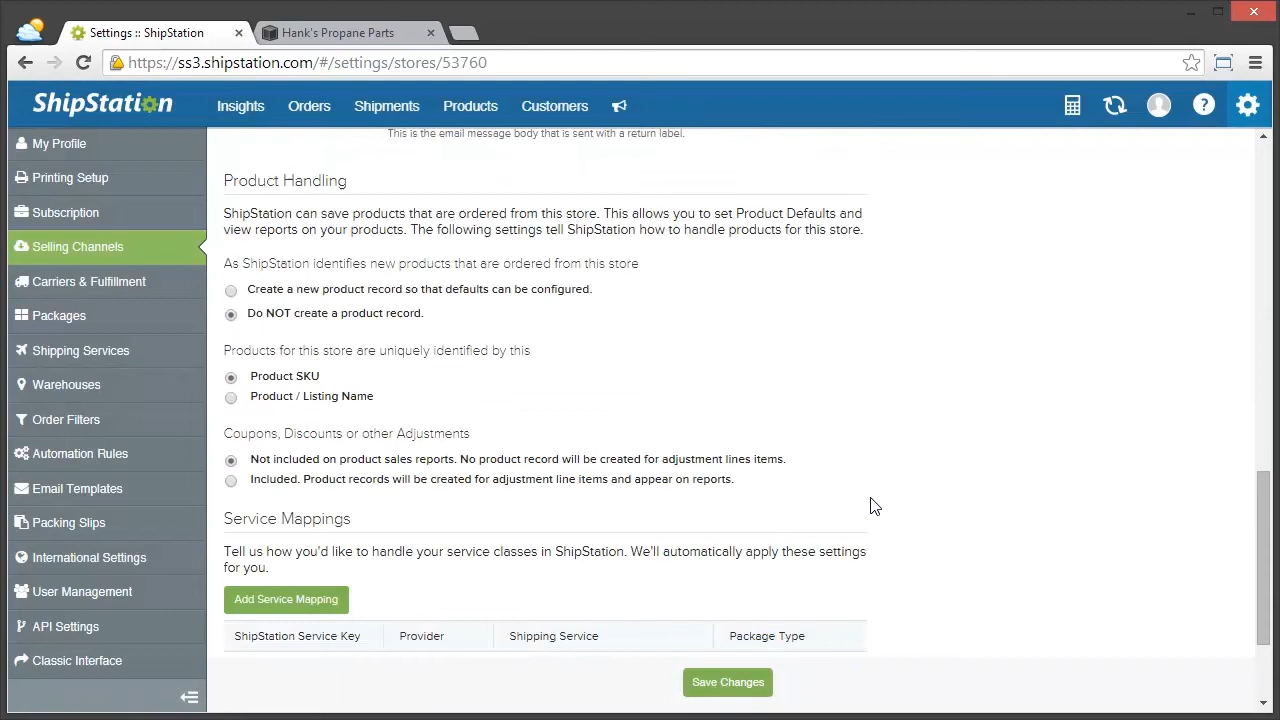 Settings :: ShipStation
Hank's Propane Parts
https://ss3.shipstation.com/#/settings/stores/53760
ShipStation
Insights
Orders
Shipments
Products
Customers
My Profile
Printing Setup
Subscription
Selling Channels
Carriers & Fulfillment
Packages
Shipping Services
Warehouses
Order Filters
Automation Rules
Email Templates
Packing Slips
International Settings
User Management
API Settings
Classic Interface
This is the email message body that is sent with a return label.
Product Handling
ShipStation can save products that are ordered from this store. This allows you to set Product Defaults and
view reports on your products. The following settings tell ShipStation how to handle products for this store.
As ShipStation identifies new products that are ordered from this store
Create a new product record so that defaults can be configured.
Do NOT create a product record.
Products for this store are uniquely identified by this
Product SKU
Product / Listing Name
Coupons, Discounts or other Adjustments
Not included on product sales reports. No product record will be created for adjustment lines items.
Included. Product records will be created for adjustment line items and appear on reports.
Service Mappings
Tell us how you'd like to handle your service classes in ShipStation. We'll automatically apply these settings
for you.
Add Service Mapping
ShipStation Service Key
Provider
Shipping Service
Package Type
Save Changes